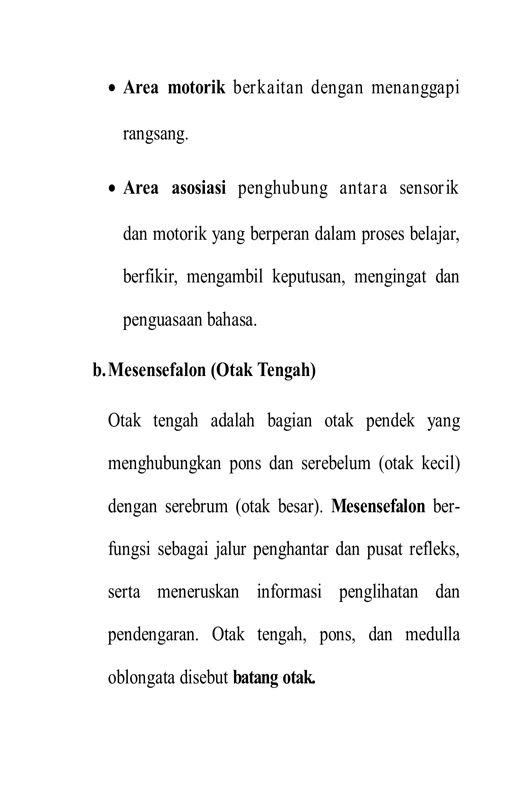 • Area motorik berkaitan dengan menanggapi
rangsang.
• Area asosiasi penghubung antara sensorik
dan motorik yang berperan dalam proses belajar,
berfikir, mengambil keputusan, mengingat dan
penguasaan bahasa.
b. Mesensefalon (Otak Tengah)
Otak tengah adalah bagian otak pendek yang
menghubungkan pons dan serebelum (otak kecil)
dengan serebrum (otak besar). Mesensefalon ber-
fungsi sebagai jalur penghantar dan pusat refleks,
serta meneruskan informasi penglihatan dan
pendengaran. Otak tengah, pons, dan medulla
oblongata disebut batang otak.